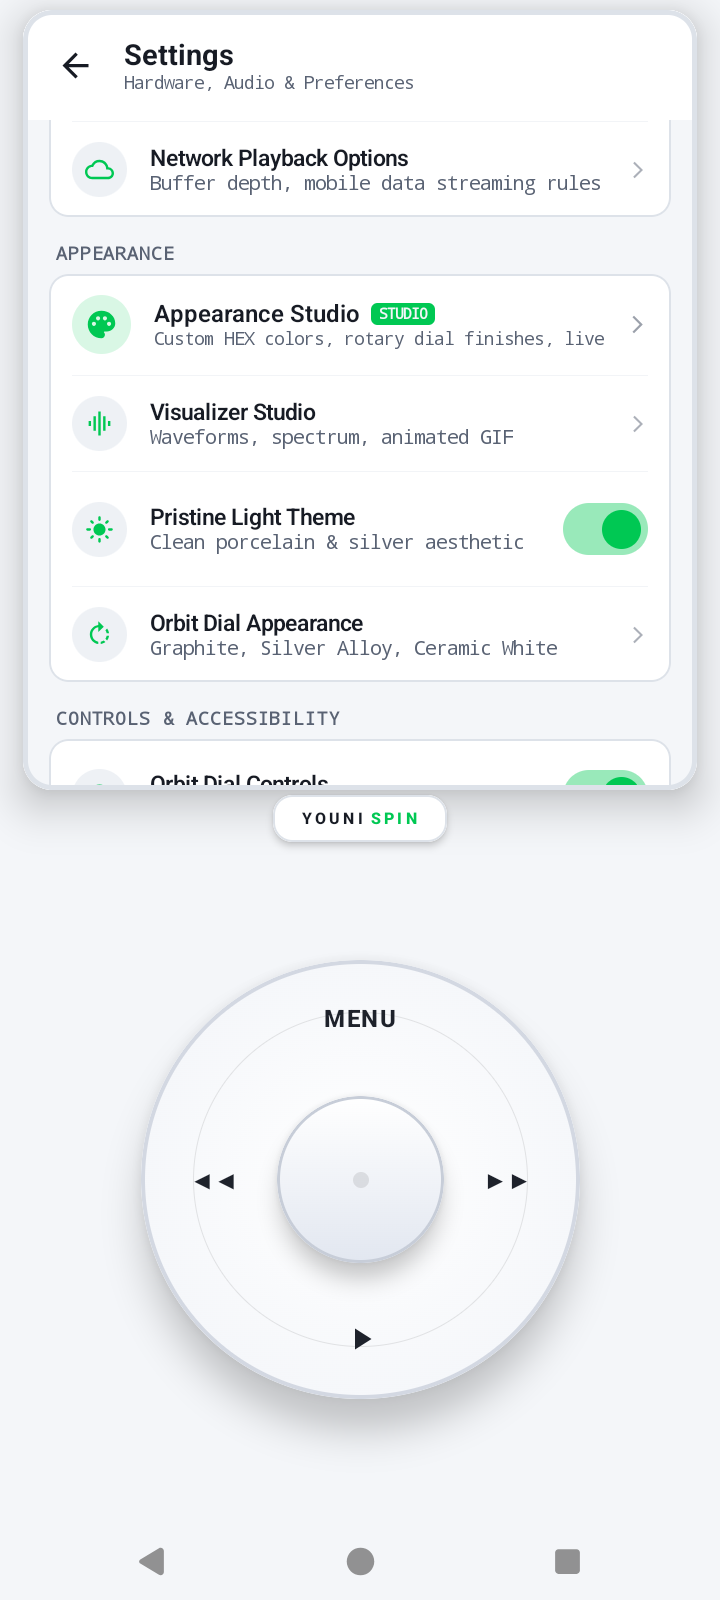 Settings
Hardware, Audio & Preferences
Network Playback Options
Buffer depth, mobile data streaming rules
APPEARANCE
Appearance Studio STUDIO
Custom HEX colors, rotary dial finishes, live
Visualizer Studio
Waveforms, spectrum, animated GIF
Pristine Light Theme
Clean porcelain & silver aesthetic
Orbit Dial Appearance
Graphite, Silver Alloy, Ceramic White
CONTROLS & ACCESSIBILITY
Orbit Dial Controls
YOUNI SPIN
MENU